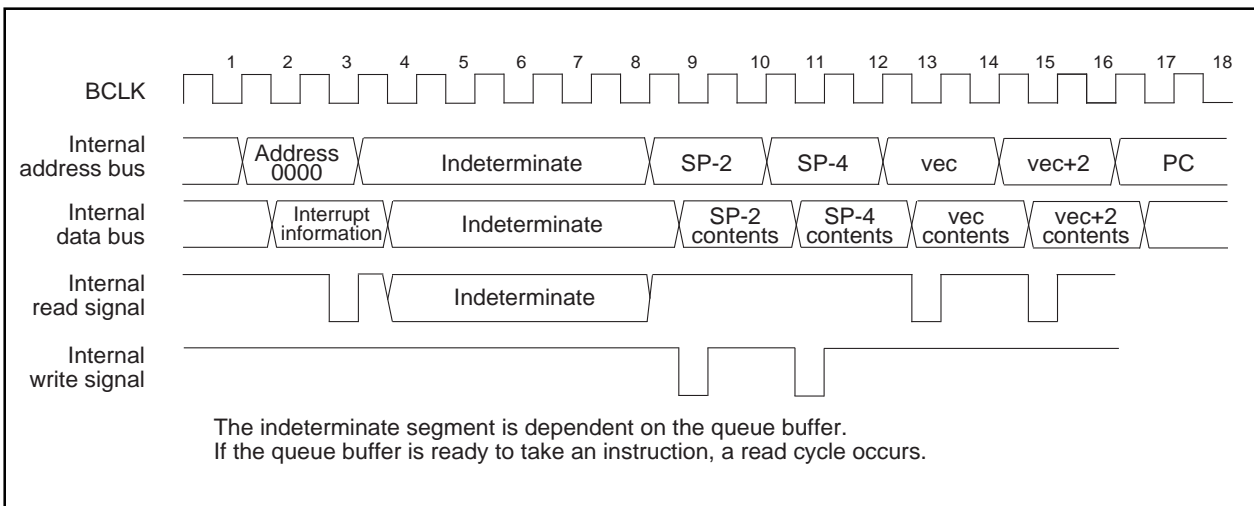 1 2 3 4 5 6 7 8 9 10 11 12 13 14 15 16 17 18
BCLK
Internal
address bus
Address
0000
Indeterminate
SP-2
SP-4
vec
vec+2
PC
Internal
data bus
Interrupt
information
Indeterminate
SP-2
contents
SP-4
contents
vec
contents
vec+2
contents
Internal
read signal
Indeterminate
Internal
write signal
The indeterminate segment is dependent on the queue buffer.
If the queue buffer is ready to take an instruction, a read cycle occurs.